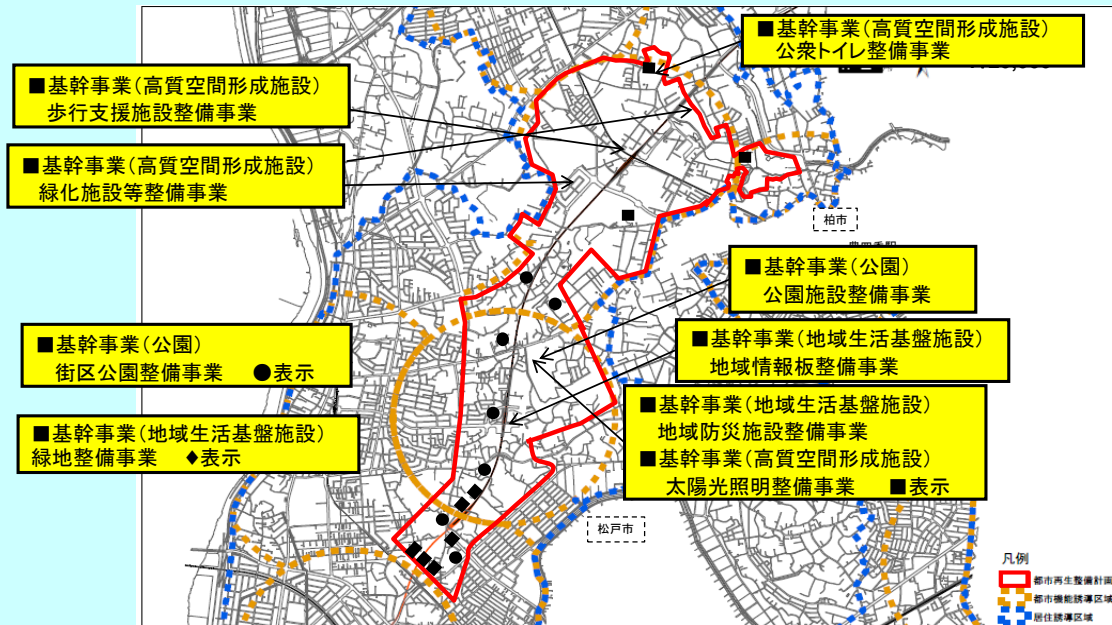 ■基幹事業(高質空間形成施設)
公衆トイレ整備事業
■基幹事業(高質空間形成施設)
歩行支援施設整備事業
■基幹事業(高質空間形成施設)
緑化施設等整備事業
柏市
■基幹事業(公園)
公園施設整備事業
■基幹事業(公園)
街区公園整備事業 ●表示
■基幹事業(地域生活基盤施設)
地域情報板整備事業
■基幹事業(地域生活基盤施設)
緑地整備事業 ♦表示
■基幹事業(地域生活基盤施設)
地域防災施設整備事業
■基幹事業(高質空間形成施設)
太陽光照明整備事業 ■表示
松戸市
凡例
都市再生整備計画
都市機能誘導区域
居住誘導区域